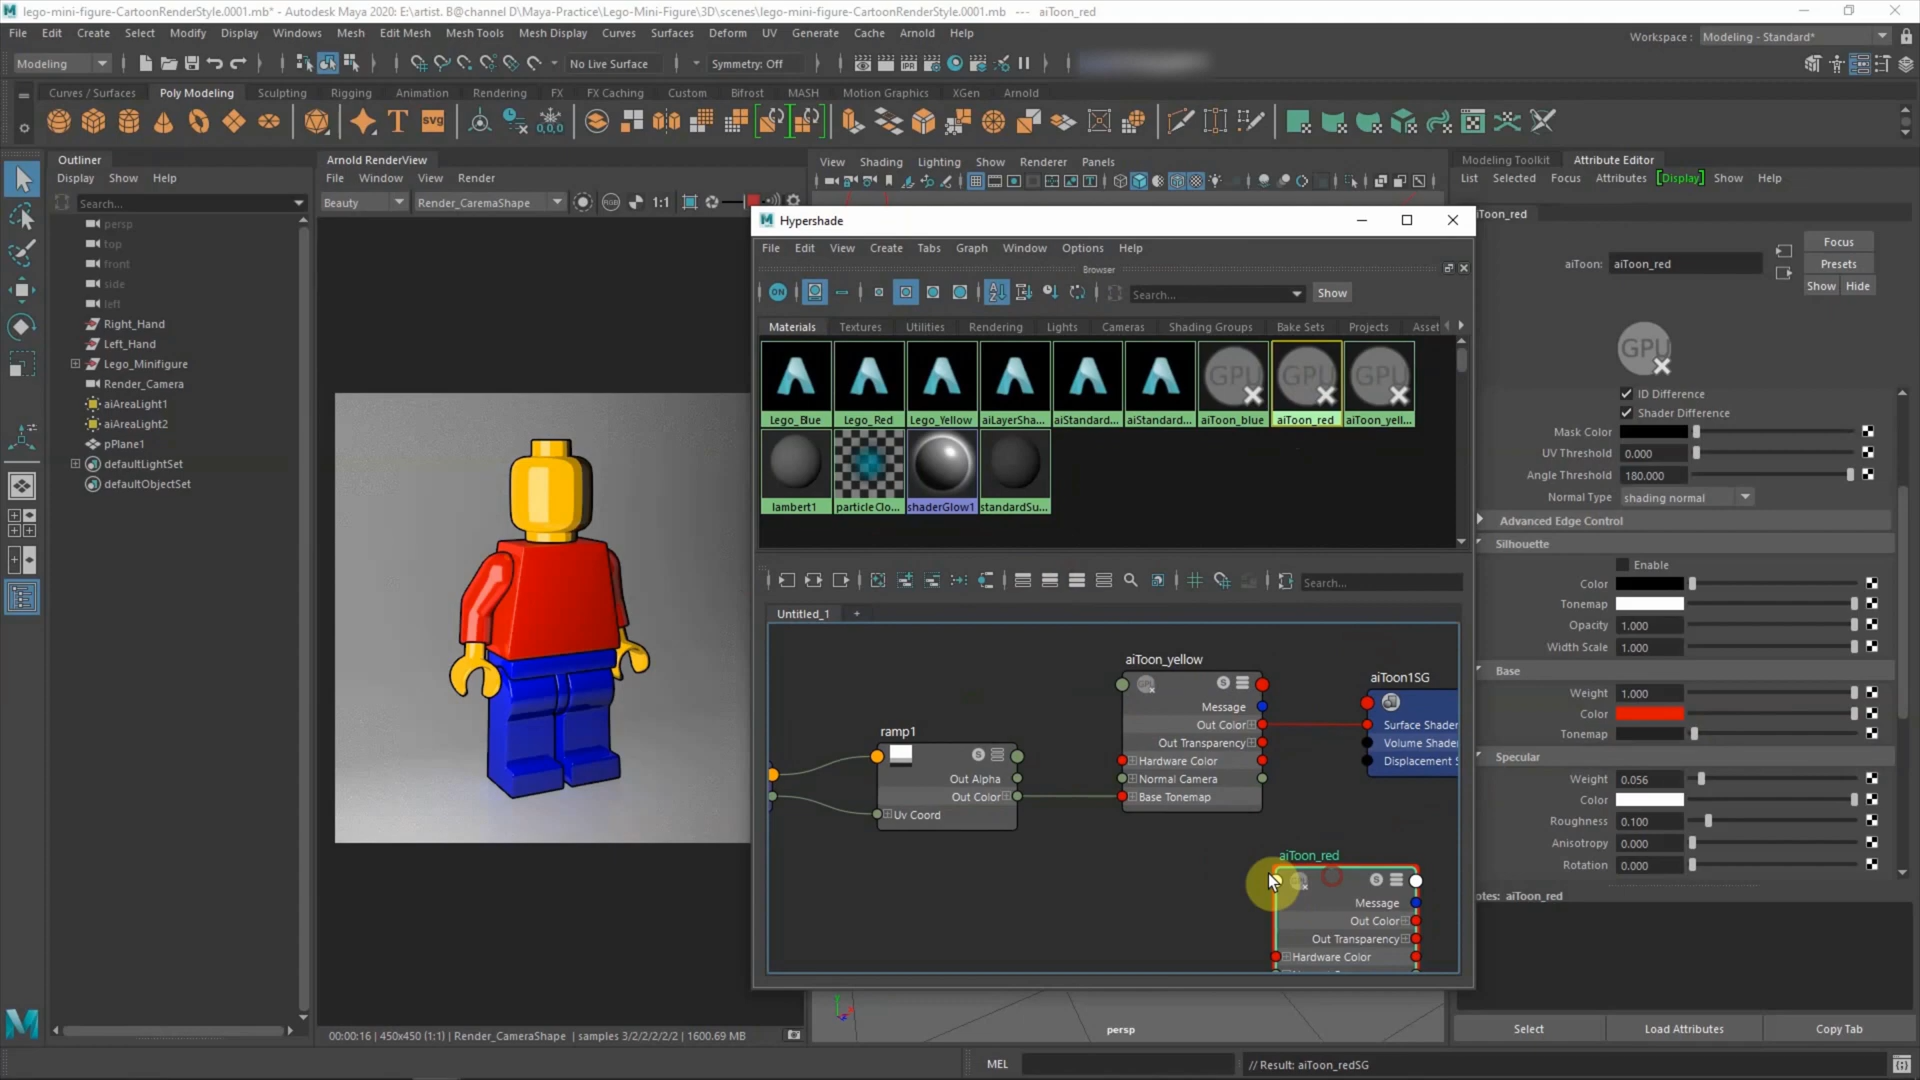 lego-mini-figure-CartoonRenderStyle.0001.mb* - Autodesk Maya 2020: E:\artist. B@channel D\Maya-Practice\Lego-Mini-Figure\3D\scenes\lego-mini-figure-CartoonRenderStyle.0001.mb --- aiToon_red
File Edit Create Select Modify Display Windows Mesh Edit Mesh Mesh Tools Mesh Display Curves Surfaces Deform UV Generate Cache Arnold Help
Workspace : Modeling - Standard*
Modeling
No Live Surface
Symmetry: Off
IPR
Curves / Surfaces Poly Modeling Sculpting Rigging Animation Rendering FX FX Caching Custom Bifrost MASH Motion Graphics XGen Arnold
T SVG 0,0,0
Outliner
Display Show Help
Search...
persp
top
front
side
left
Right_Hand
Left_Hand
Lego_Minifigure
Render_Camera
aiAreaLight1
aiAreaLight2
pPlane1
defaultLightSet
defaultObjectSet
Arnold RenderView
File Window View Render
Beauty
Render_CaremaShape
RGB
1:1
00:00:16 | 450x450 (1:1) | Render_CameraShape | samples 3/2/2/2/2/2 | 1600.69 MB
View Shading Lighting Show Renderer Panels
Hypershade
File Edit View Create Tabs Graph Window Options Help
Browser
ON
Search...
Show
Materials Textures Utilities Rendering Lights Cameras Shading Groups Bake Sets Projects Asset
GPU GPU GPU
Lego_Blue Lego_Red Lego_Yellow aiLayerSha... aiStandard... aiStandard... aiToon_blue aiToon_red aiToon_yell...
lambert1 particleClo... shaderGlow1 standardSu...
Search...
Untitled_1 +
aiToon_yellow
Message
Out Color
Out Transparency
Hardware Color
Normal Camera
Base Tonemap
aiToon1SG
Surface Shader
Volume Shader
Displacement S
ramp1
Out Alpha
Out Color
Uv Coord
aiToon_red
Message
Out Color
Out Transparency
Hardware Color
persp
Modeling Toolkit Attribute Editor
List Selected Focus Attributes [Display] Show Help
iToon_red
aiToon: aiToon_red
Focus
Presets
Show Hide
GPU
ID Difference
Shader Difference
Mask Color
UV Threshold 0.000
Angle Threshold 180.000
Normal Type shading normal
Advanced Edge Control
Silhouette
Enable
Color
Tonemap
Opacity 1.000
Width Scale 1.000
Base
Weight 1.000
Color
Tonemap
Specular
Weight 0.056
Color
Roughness 0.100
Anisotropy 0.000
Rotation 0.000
otes: aiToon_red
Select Load Attributes Copy Tab
MEL
// Result: aiToon_redSG